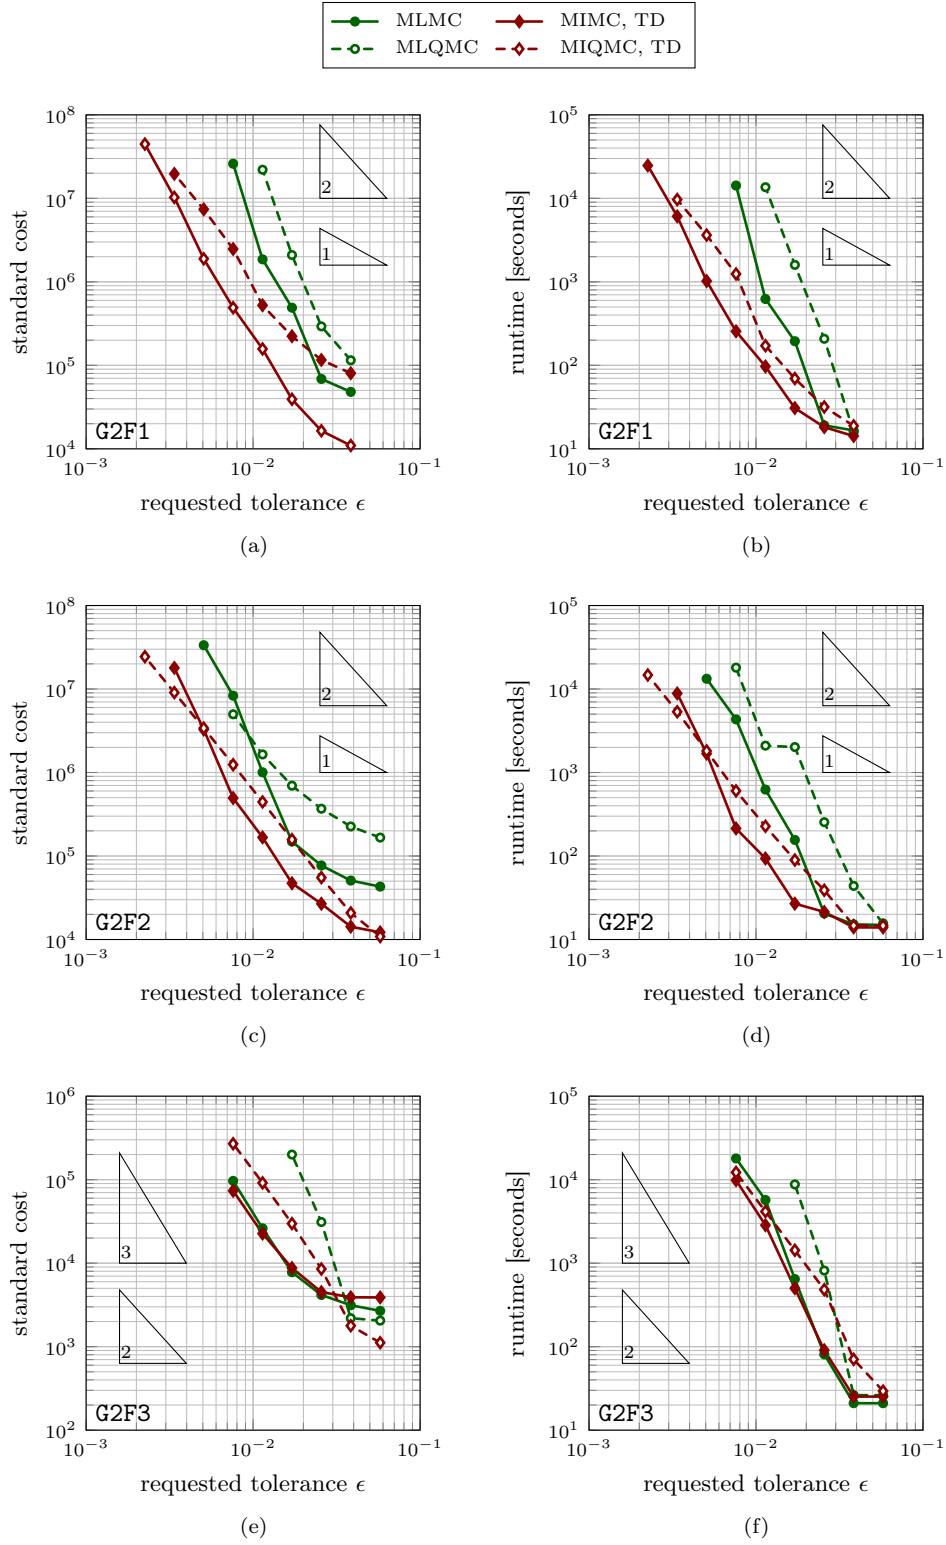 MLMC MIMC, TD
MLQMC MIQMC, TD
10^8
10^7
10^6
10^5
10^4
standard cost
2
1
G2F1
10^-3 10^-2 10^-1
requested tolerance ϵ
(a)
10^5
10^4
10^3
10^2
10^1
runtime [seconds]
2
1
G2F1
10^-3 10^-2 10^-1
requested tolerance ϵ
(b)
10^8
10^7
10^6
10^5
10^4
standard cost
2
1
G2F2
10^-3 10^-2 10^-1
requested tolerance ϵ
(c)
10^5
10^4
10^3
10^2
10^1
runtime [seconds]
2
1
G2F2
10^-3 10^-2 10^-1
requested tolerance ϵ
(d)
10^6
10^5
10^4
10^3
10^2
standard cost
3
2
G2F3
10^-3 10^-2 10^-1
requested tolerance ϵ
(e)
10^5
10^4
10^3
10^2
10^1
runtime [seconds]
3
2
G2F3
10^-3 10^-2 10^-1
requested tolerance ϵ
(f)